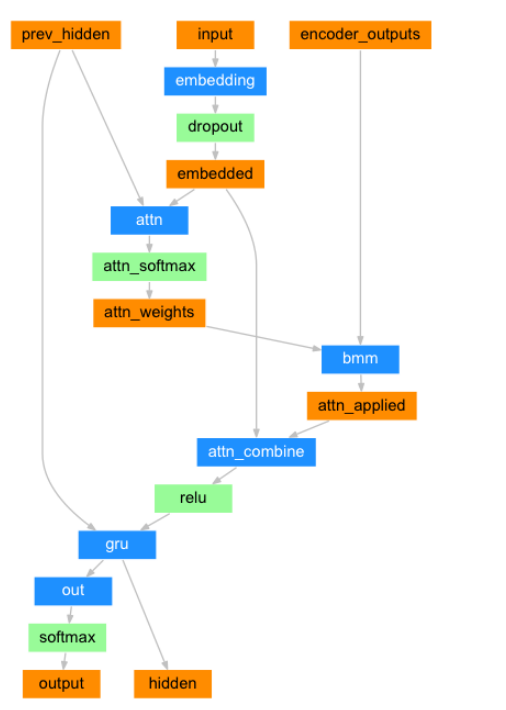 prev_hidden
input
encoder_outputs
embedding
dropout
embedded
attn
attn_softmax
attn_weights
bmm
attn_applied
attn_combine
relu
gru
out
softmax
output
hidden